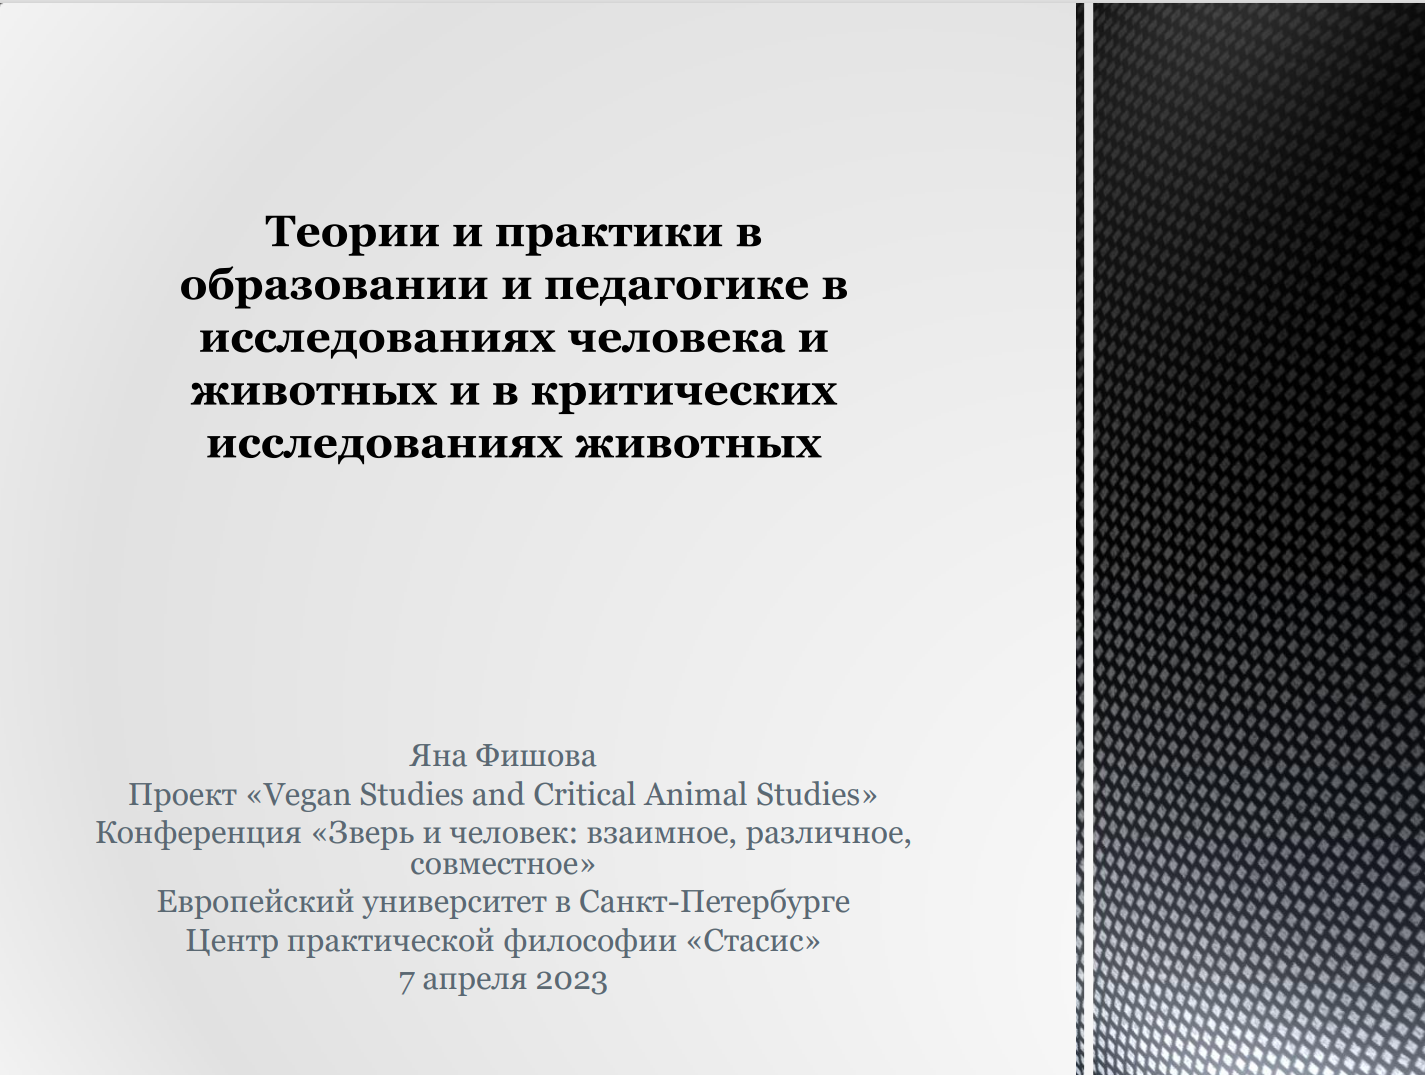 Теории и практики в
образовании и педагогике в
исследованиях человека и
животных и в критических
исследованиях животных
Яна Фишова
Проект «Vegan Studies and Critical Animal Studies»
Конференция «Зверь и человек: взаимное, различное,
совместное»
Европейский университет в Санкт-Петербурге
Центр практической философии «Стасис»
7 апреля 2023